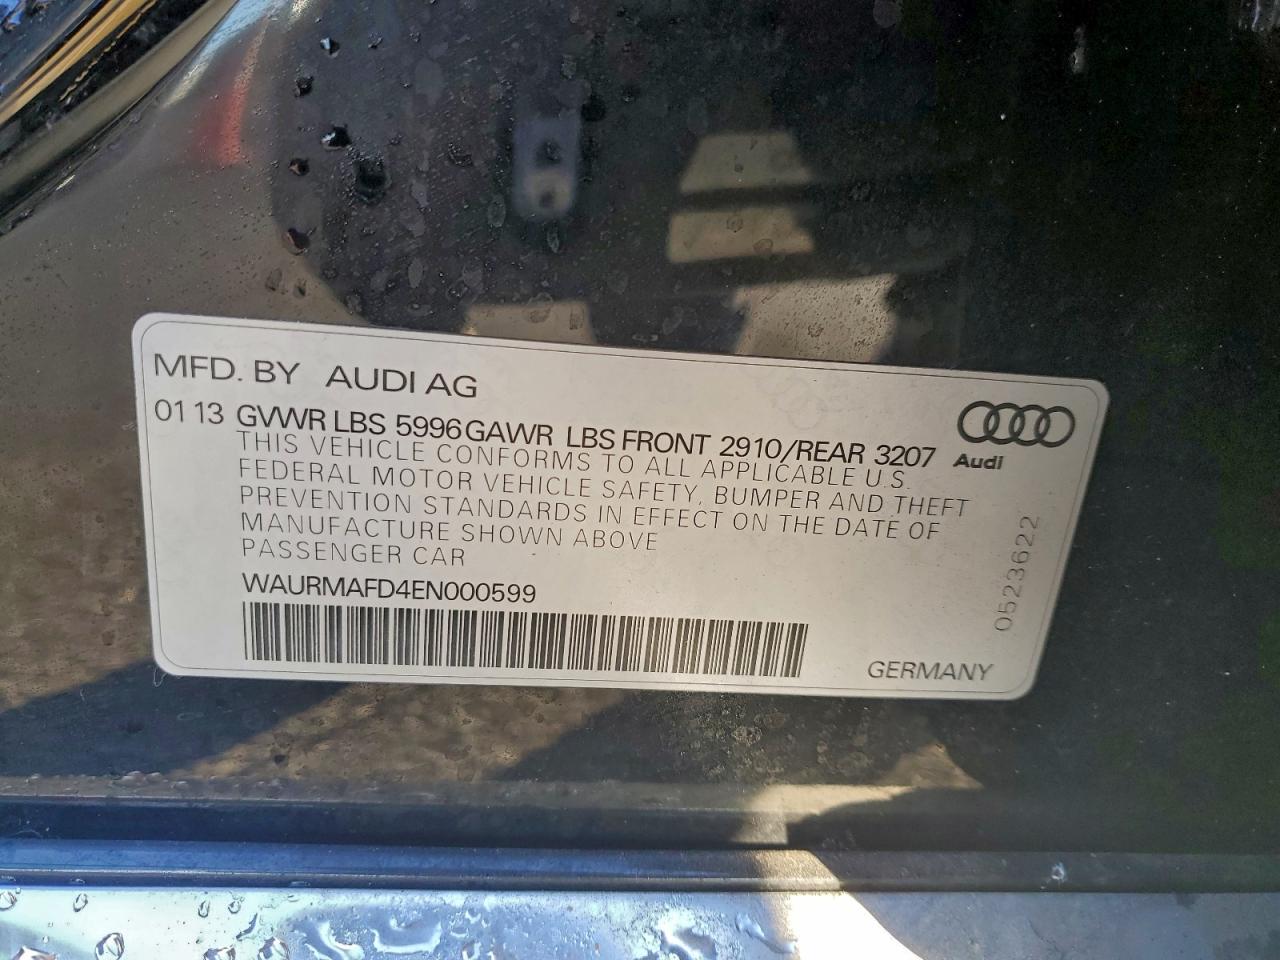 MFD. BY AUDI AG
01 13 GVWR LBS 5996 GAWR LBS FRONT 2910/REAR 3207
THIS VEHICLE CONFORMS TO ALL APPLICABLE U.S.
FEDERAL MOTOR VEHICLE SAFETY, BUMPER AND THEFT
PREVENTION STANDARDS IN EFFECT ON THE DATE OF
MANUFACTURE SHOWN ABOVE
PASSENGER CAR
WAURMAFD4EN000599
Audi
0523622
GERMANY